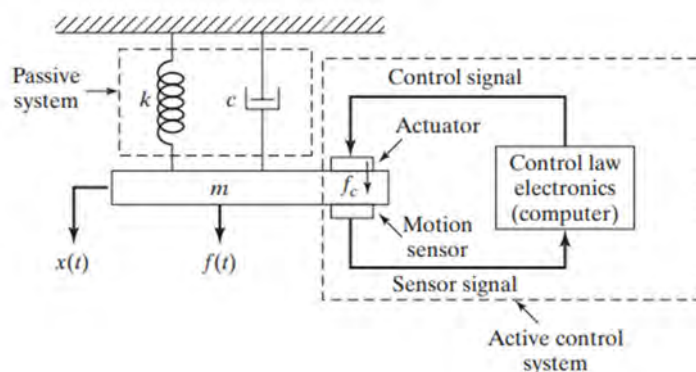 Passive
system
k
c
Control signal
Actuator
Control law
electronics
(computer)
m
f_c
Motion
sensor
x(t)
f(t)
Sensor signal
Active control
system